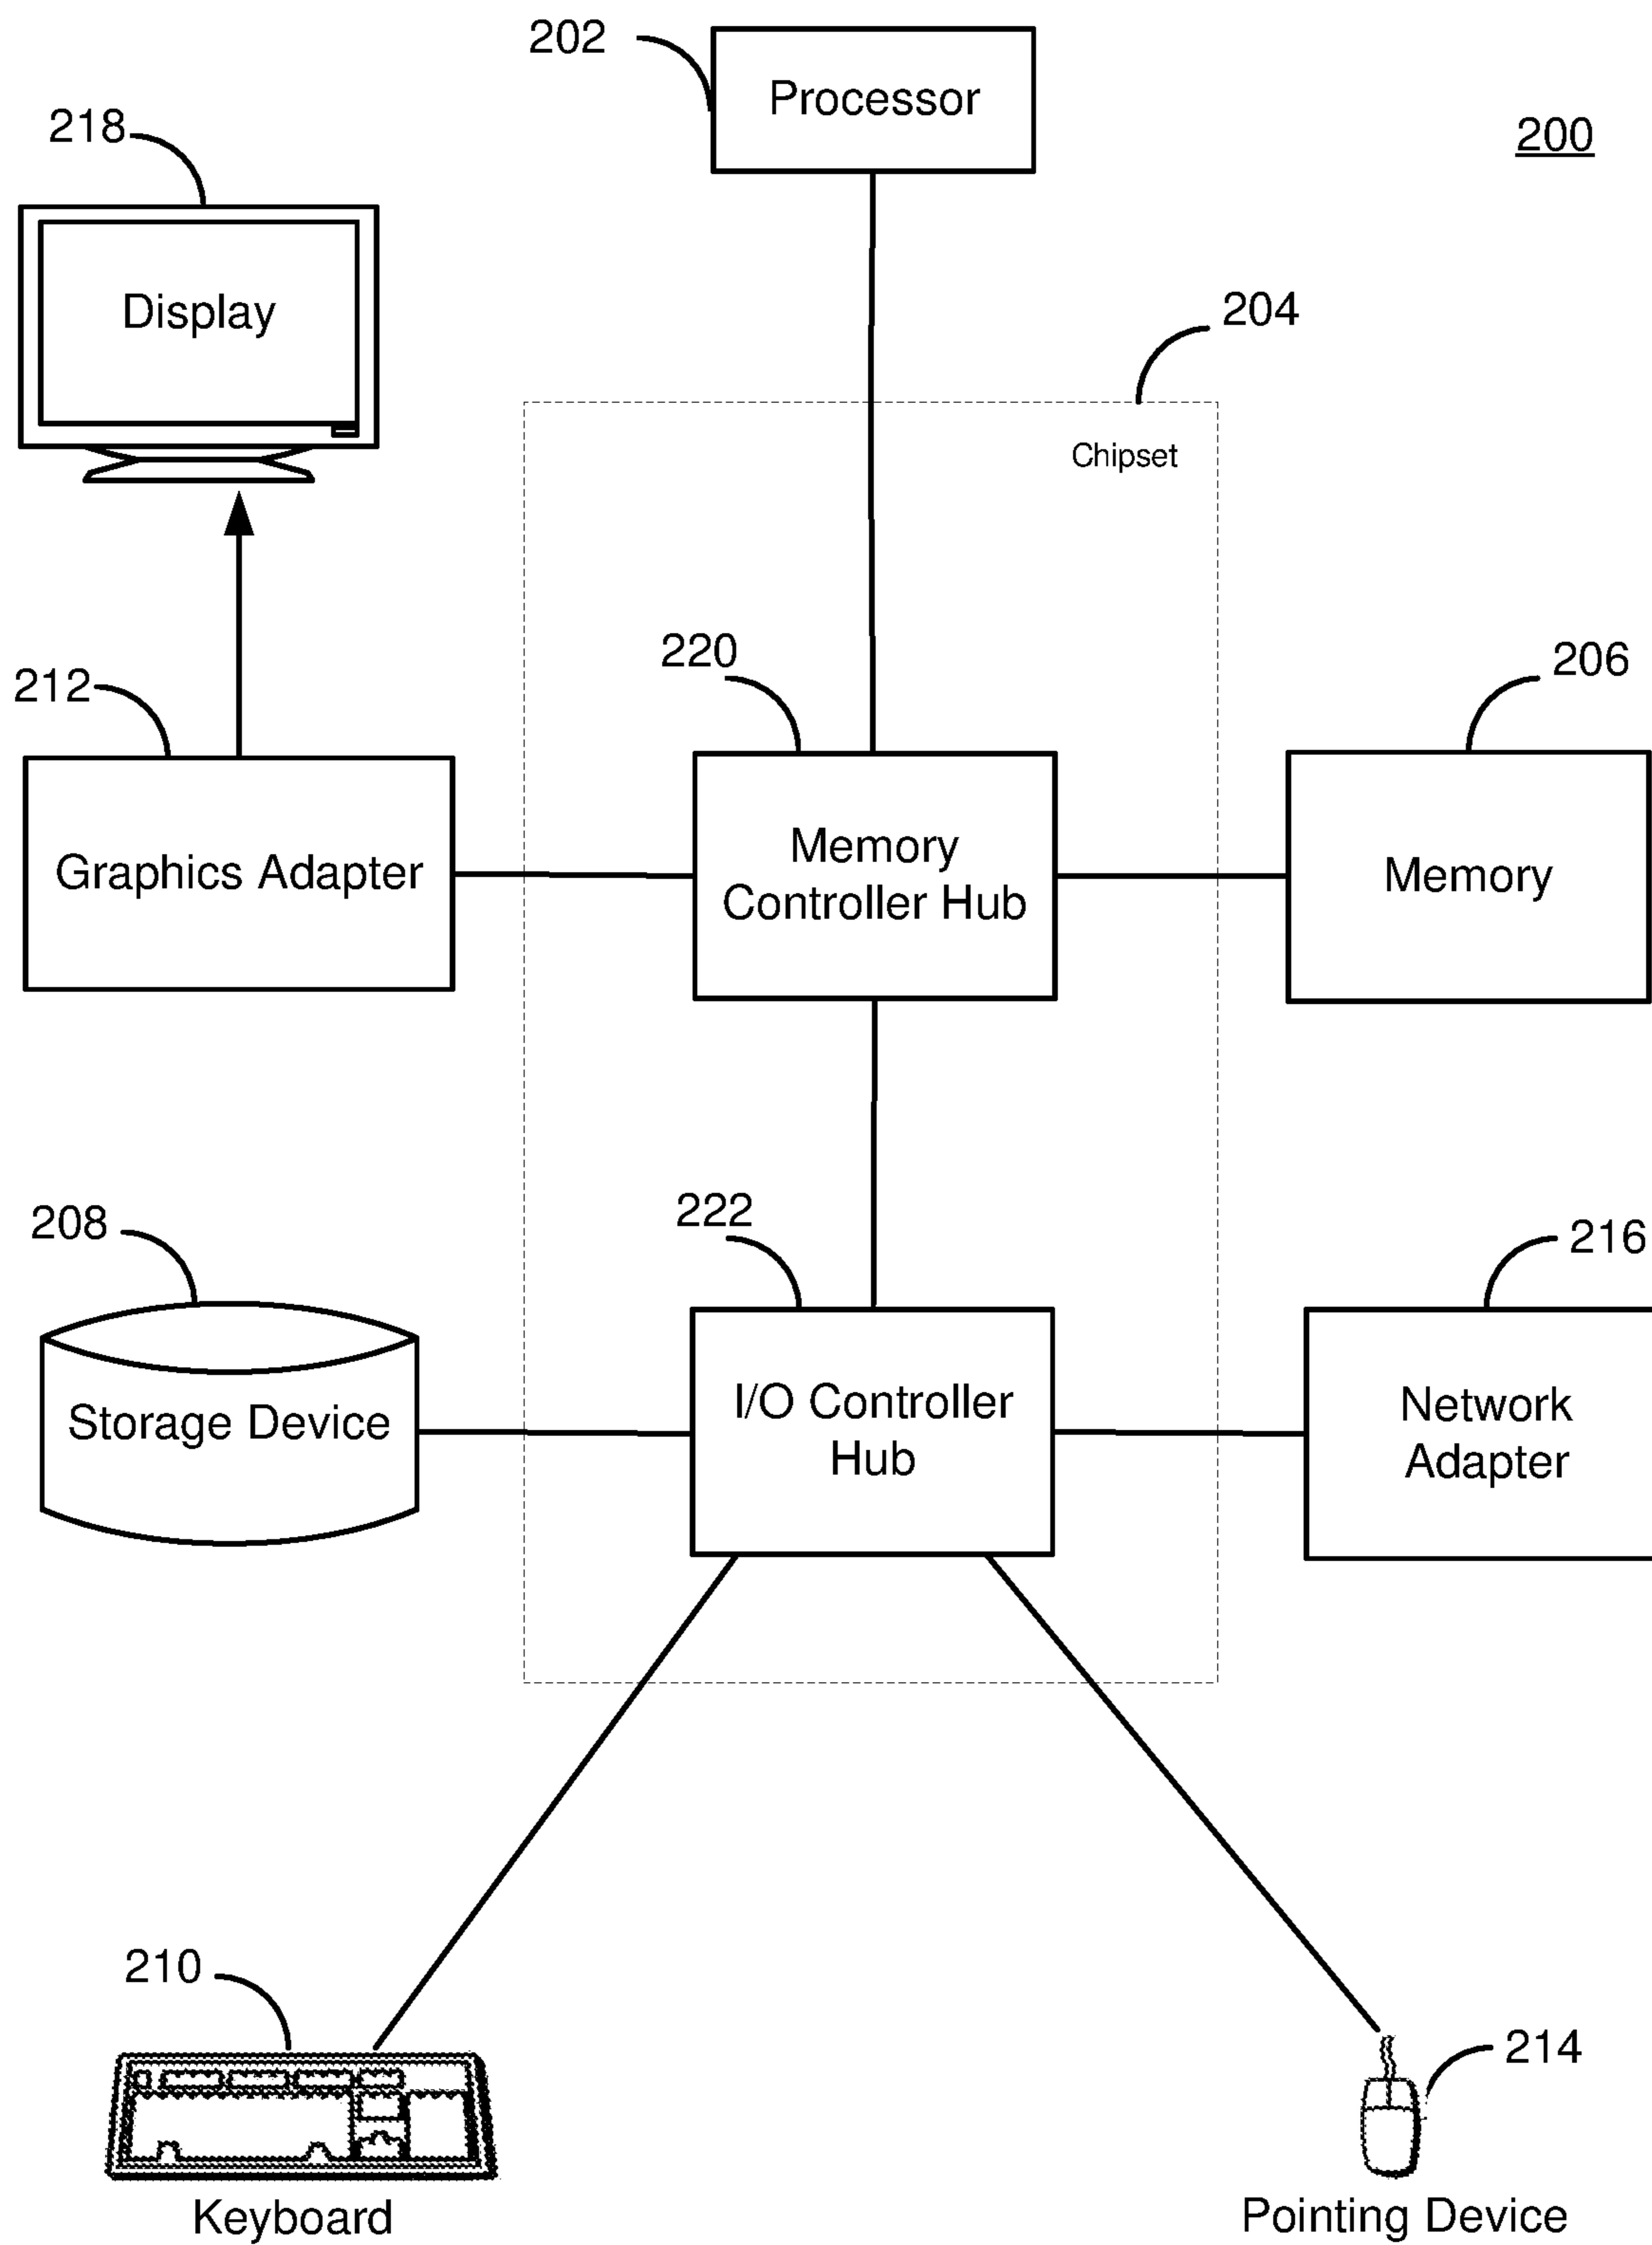 202
Processor
200
218
Display
204
Chipset
220
206
212
Graphics Adapter
Memory
Controller Hub
Memory
208
222
216
Storage Device
I/O Controller
Hub
Network
Adapter
210
214
Keyboard
Pointing Device